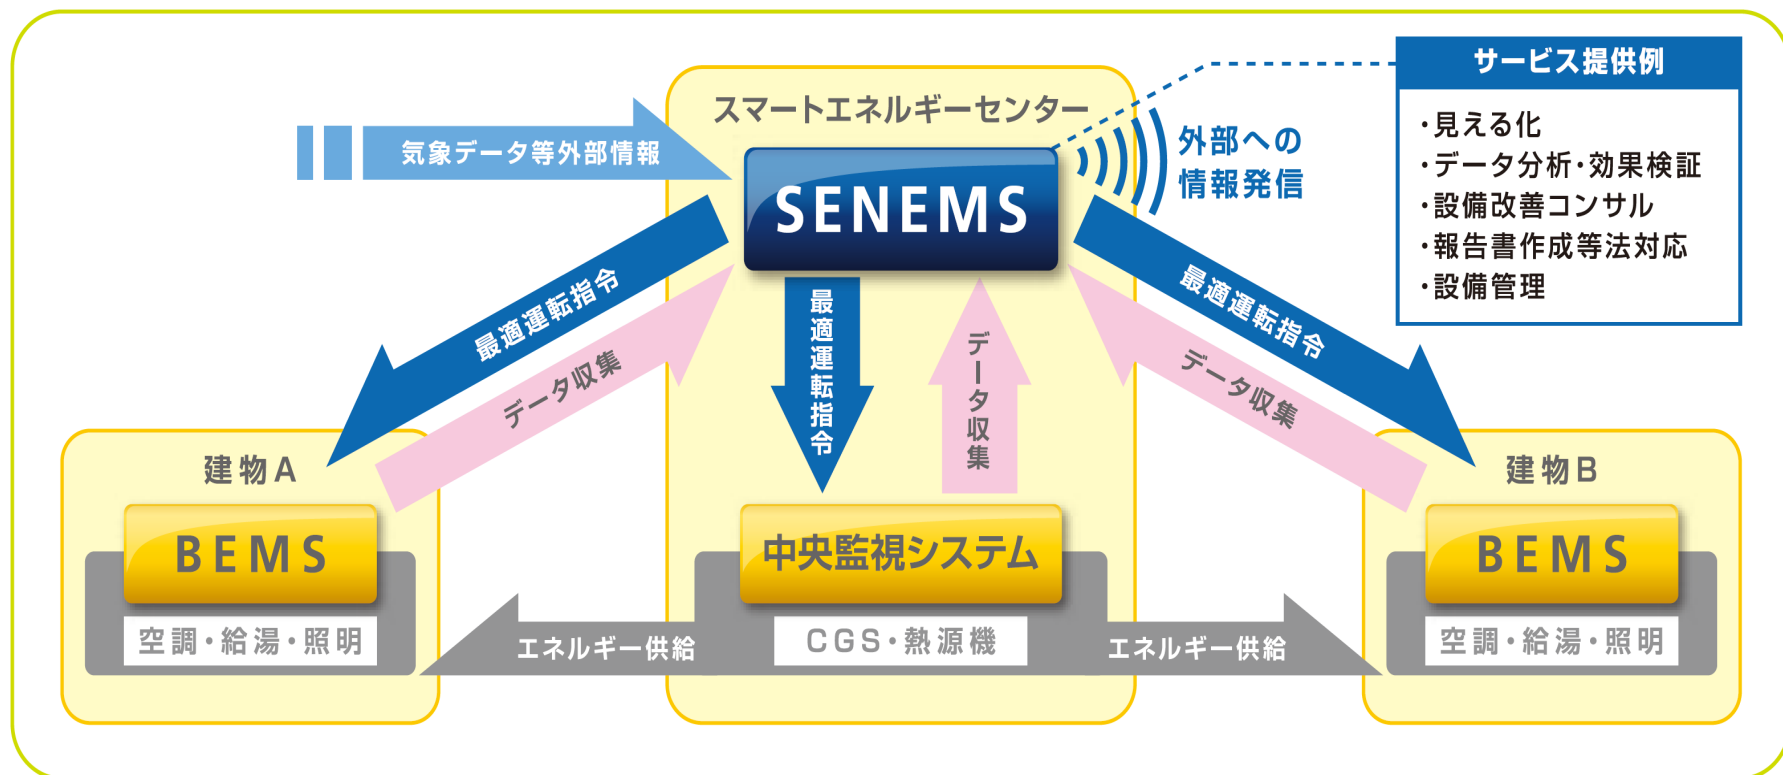 サービス提供例
・見える化
・データ分析・効果検証
・設備改善コンサル
・報告書作成等法対応
・設備管理
スマートエネルギーセンター
気象データ等外部情報
外部への
情報発信
SENEMS
最適運転指令
データ収集
最適運転指令
データ収集
最適運転指令
データ収集
建物A
BEMS
空調・給湯・照明
エネルギー供給
中央監視システム
CGS・熱源機
エネルギー供給
建物B
BEMS
空調・給湯・照明